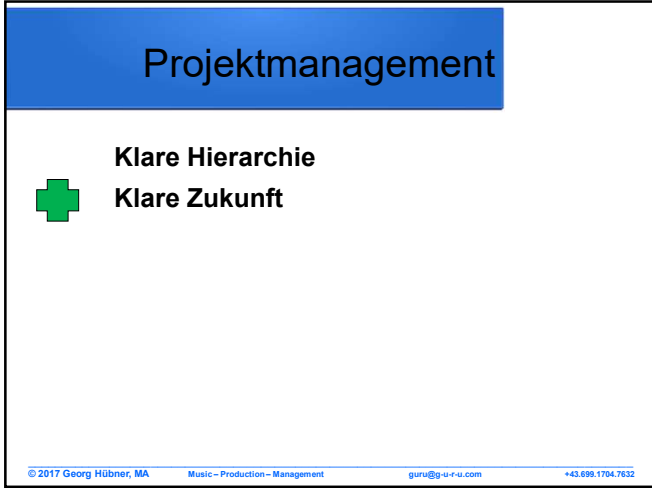 Projektmanagement
Klare Hierarchie
Klare Zukunft
© 2017 Georg Hübner, MA Music – Production – Management guru@g-u-r-u.com +43.699.1704.7632